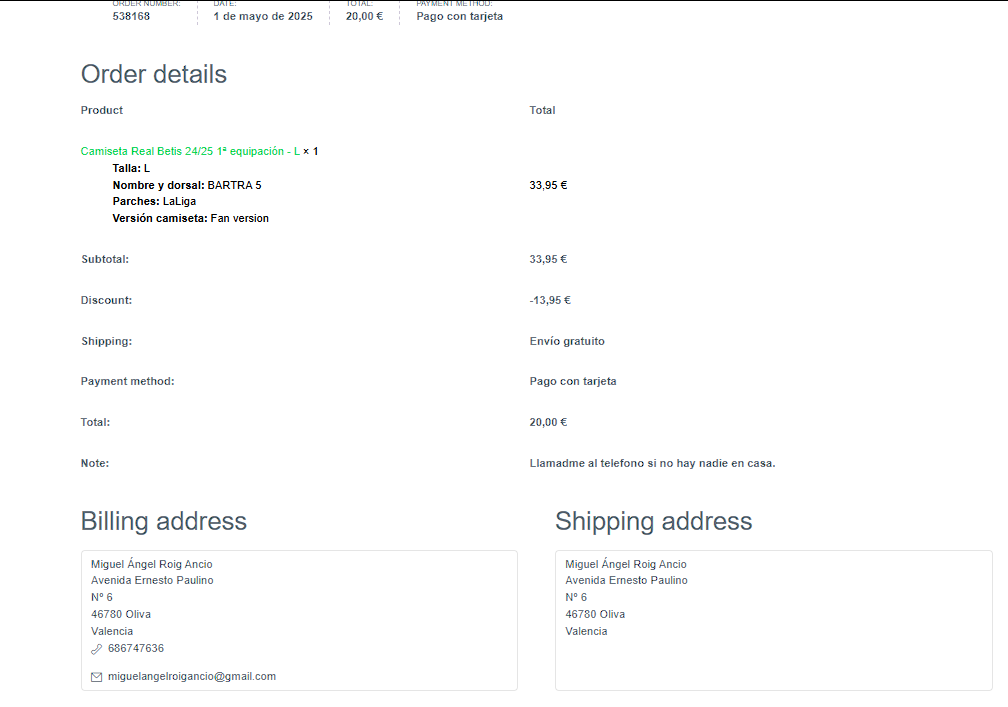 ORDER NUMBER: DATE: TOTAL: PAYMENT METHOD:
538168 1 de mayo de 2025 20,00 € Pago con tarjeta
Order details
Product Total
Camiseta Real Betis 24/25 1ª equipación - L × 1
Talla: L
Nombre y dorsal: BARTRA 5 33,95 €
Parches: LaLiga
Versión camiseta: Fan version
Subtotal: 33,95 €
Discount: -13,95 €
Shipping: Envío gratuito
Payment method: Pago con tarjeta
Total: 20,00 €
Note: Llamadme al telefono si no hay nadie en casa.
Billing address
Miguel Ángel Roig Ancio
Avenida Ernesto Paulino
Nº 6
46780 Oliva
Valencia
686747636
miguelangelroigancio@gmail.com
Shipping address
Miguel Ángel Roig Ancio
Avenida Ernesto Paulino
Nº 6
46780 Oliva
Valencia